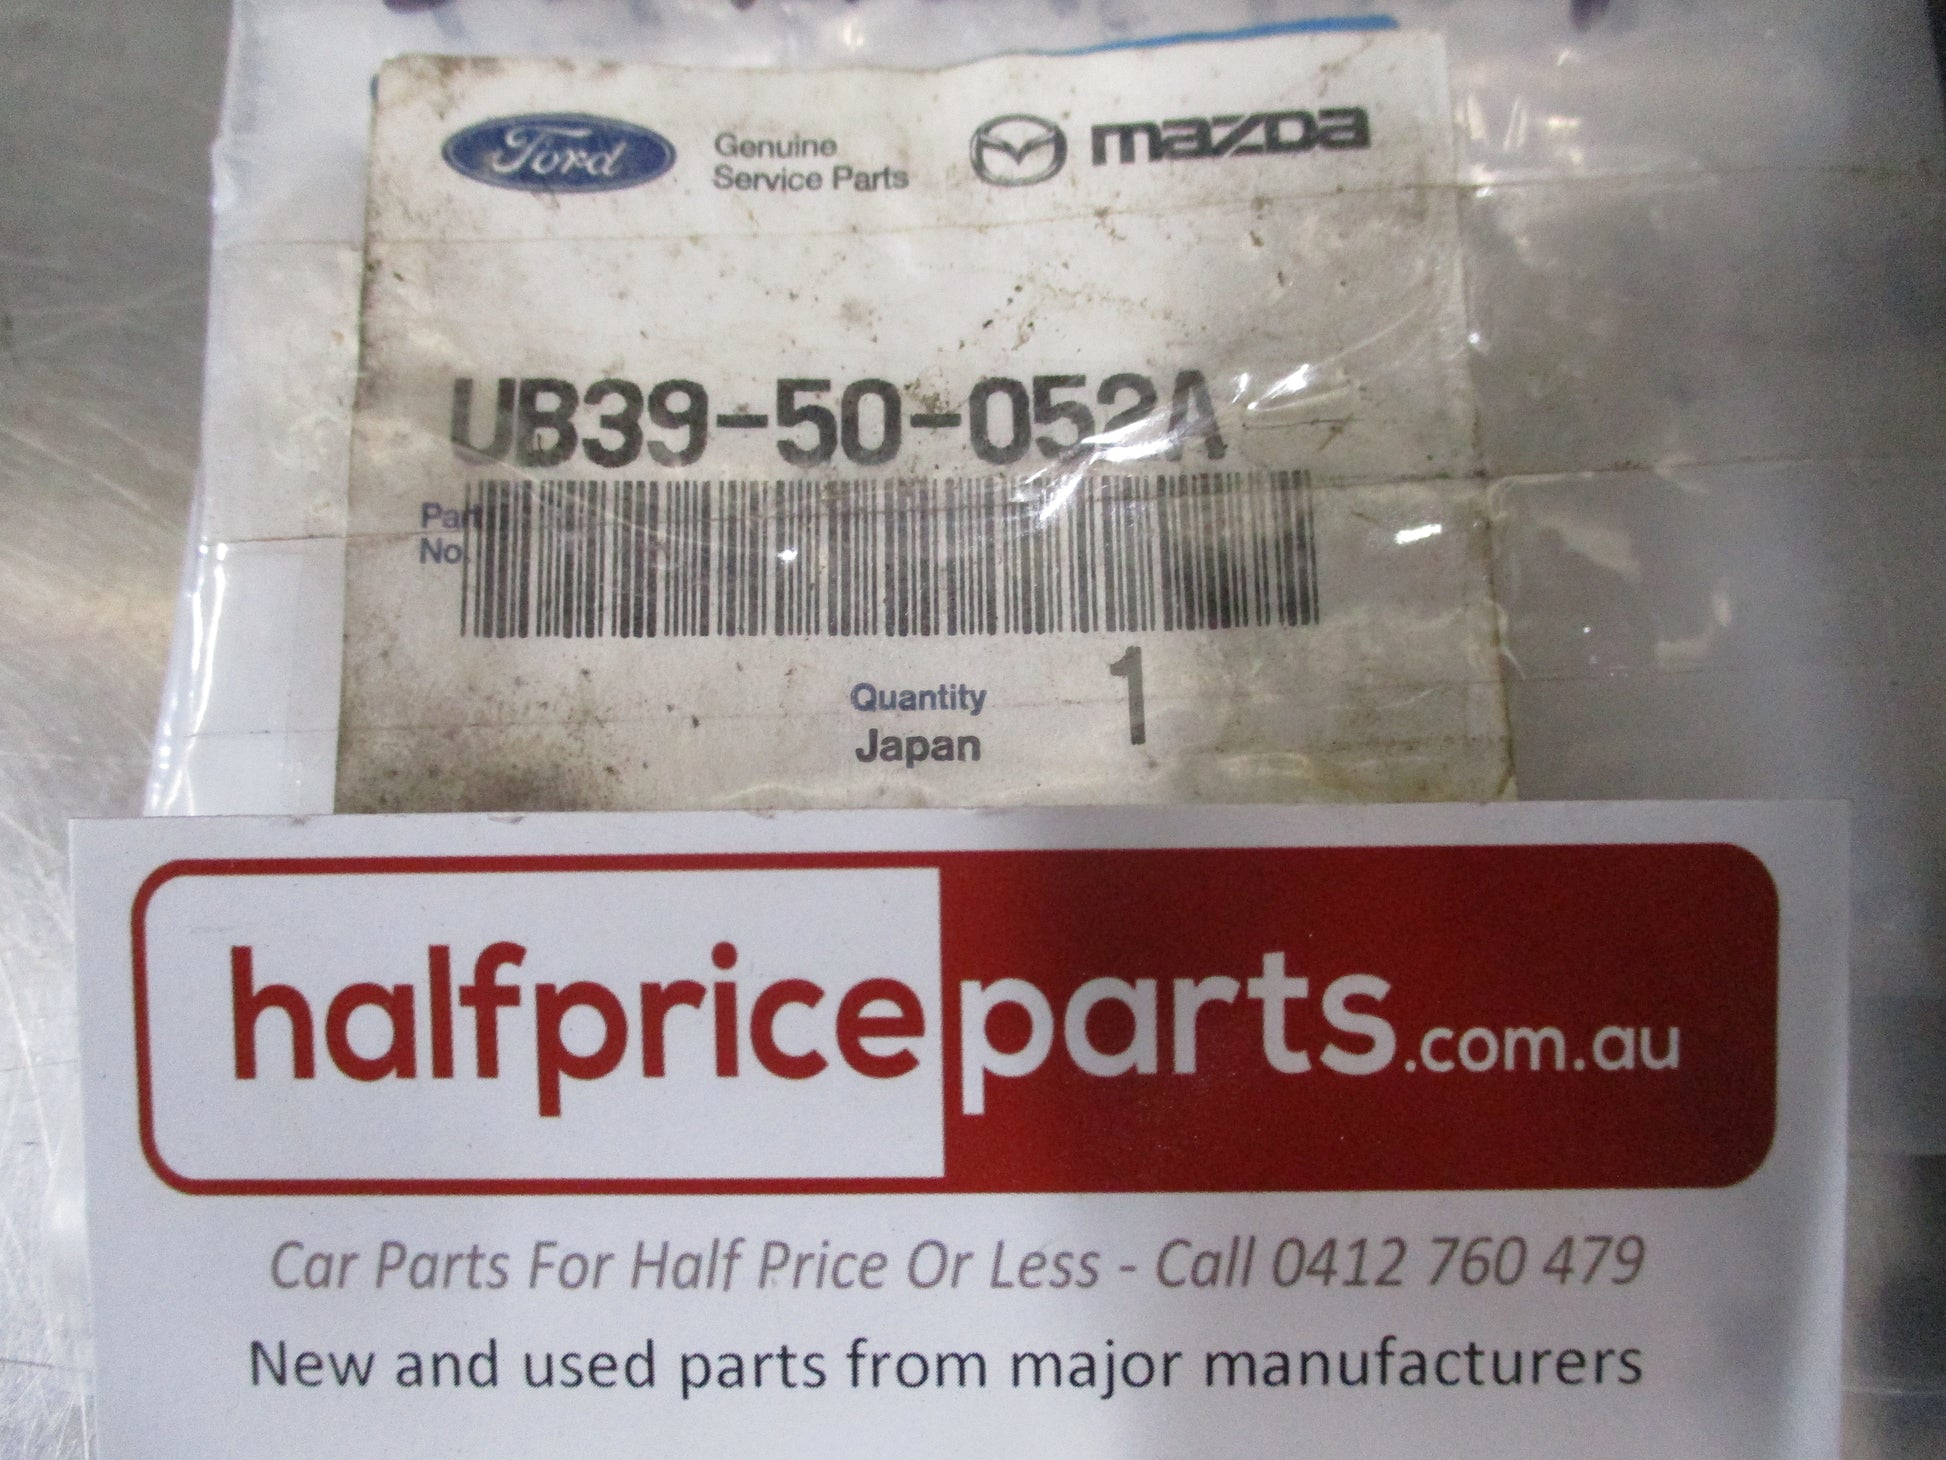 Ford
Genuine
Service Parts
mazda
UB39-50-052A
Part
No.
Quantity
1
Japan
halfpriceparts.com.au
Car Parts For Half Price Or Less - Call 0412 760 479
New and used parts from major manufacturers